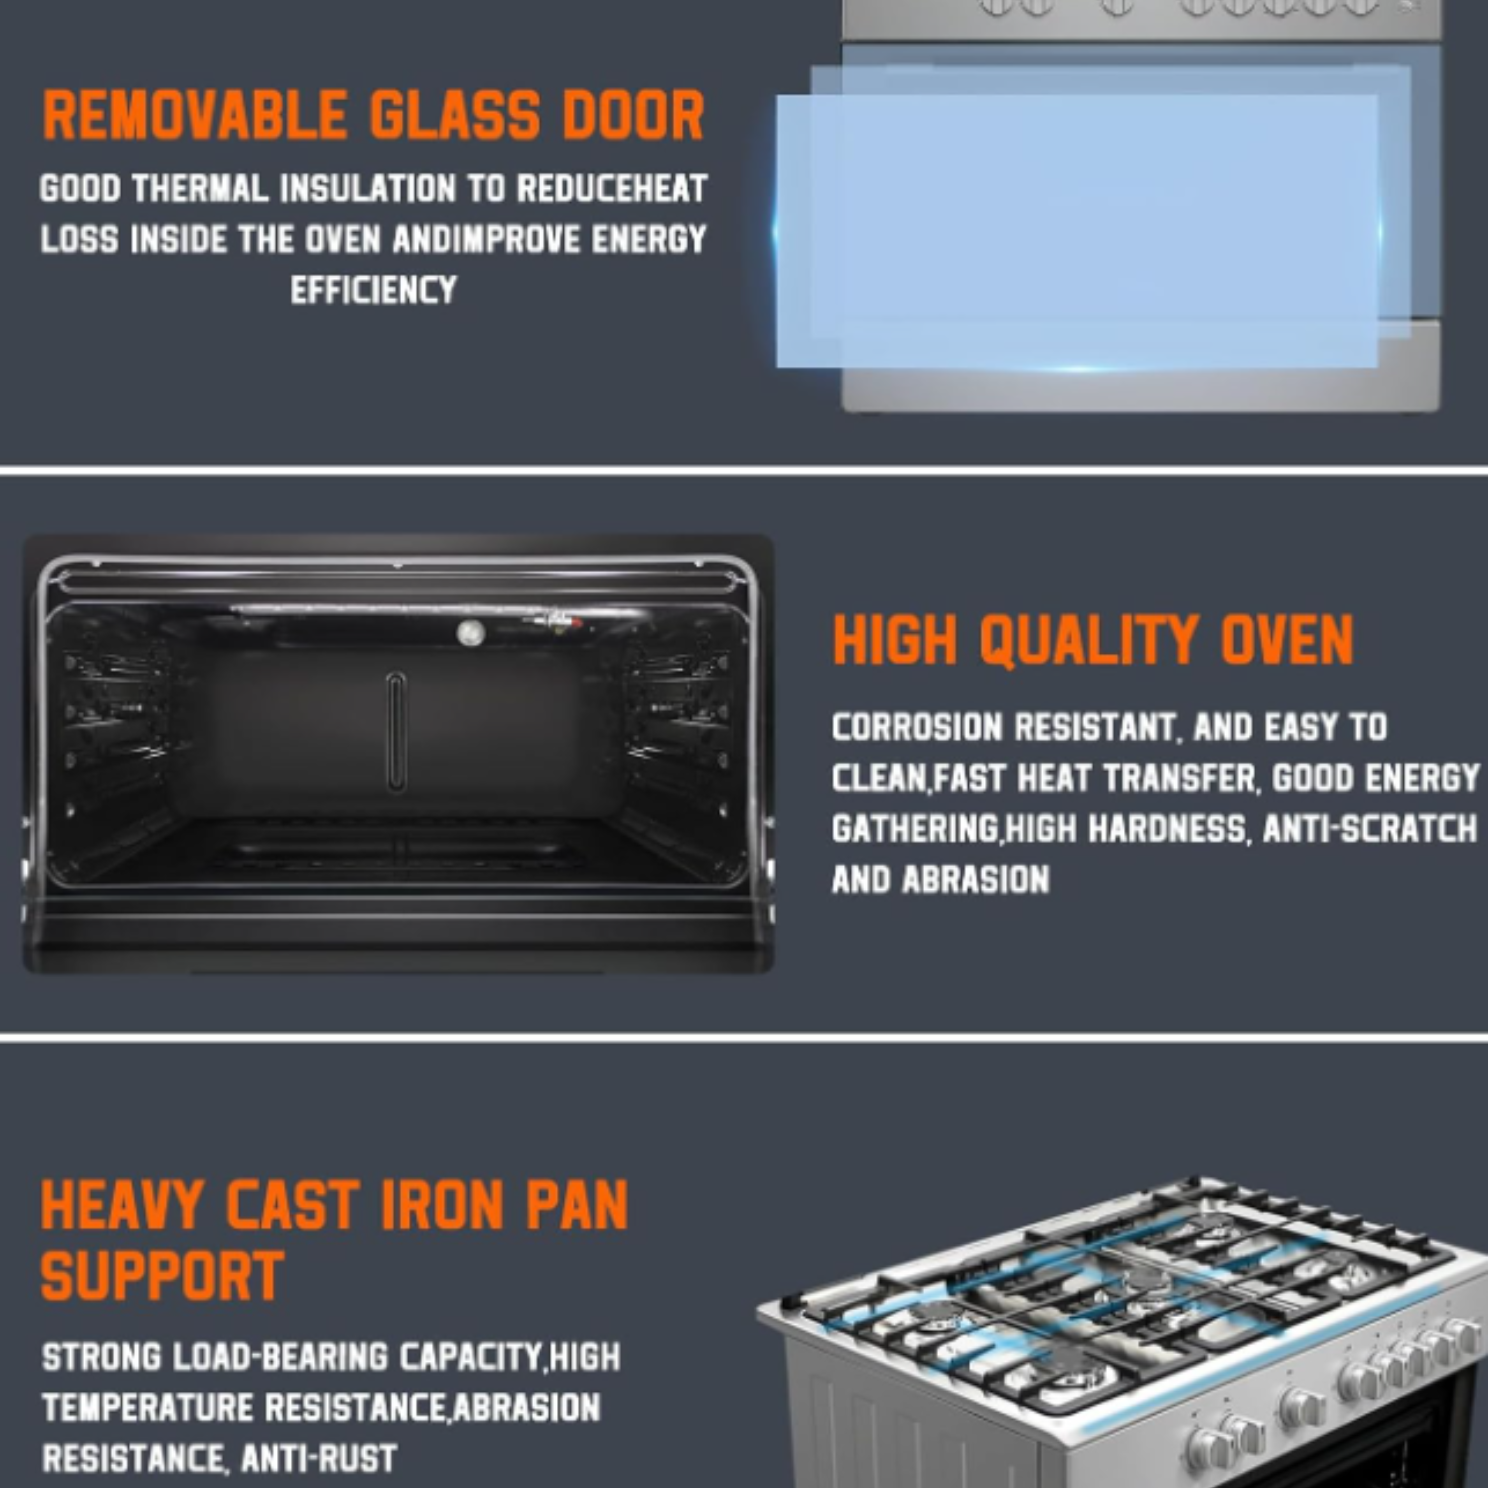 REMOVABLE GLASS DOOR
GOOD THERMAL INSULATION TO REDUCEHEAT
LOSS INSIDE THE OVEN ANDIMPROVE ENERGY
EFFICIENCY
HIGH QUALITY OVEN
CORROSION RESISTANT, AND EASY TO
CLEAN,FAST HEAT TRANSFER, GOOD ENERGY
GATHERING,HIGH HARDNESS, ANTI-SCRATCH
AND ABRASION
HEAVY CAST IRON PAN
SUPPORT
STRONG LOAD-BEARING CAPACITY,HIGH
TEMPERATURE RESISTANCE,ABRASION
RESISTANCE, ANTI-RUST